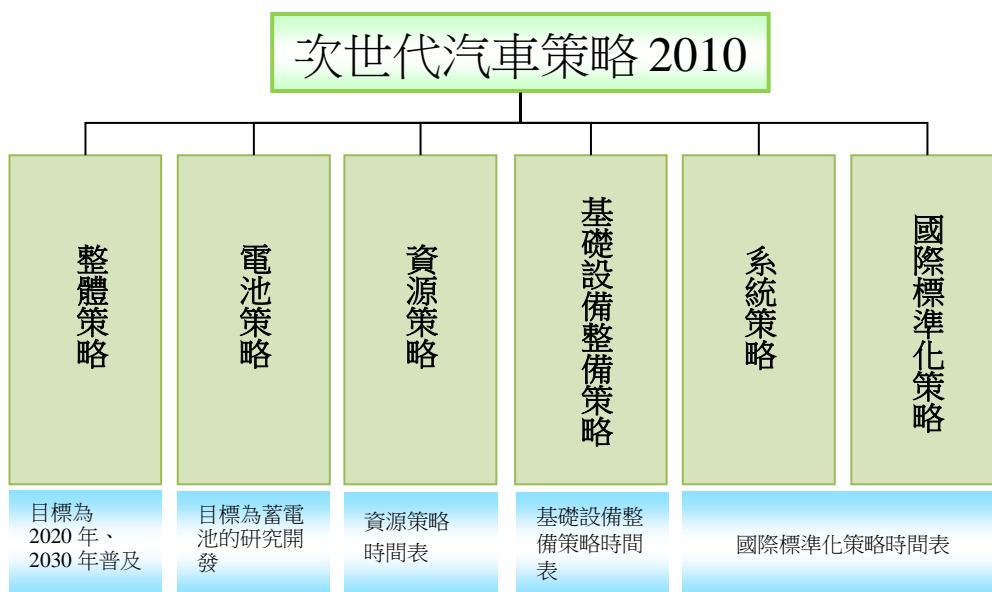 次世代汽車策略 2010
整體策略
電池策略
資源策略
基礎設備整備策略
系統策略
國際標準化策略
目標為
2020 年、
2030 年普及
目標為蓄電
池的研究開
發
資源策略
時間表
基礎設備整
備策略時間
表
國際標準化策略時間表